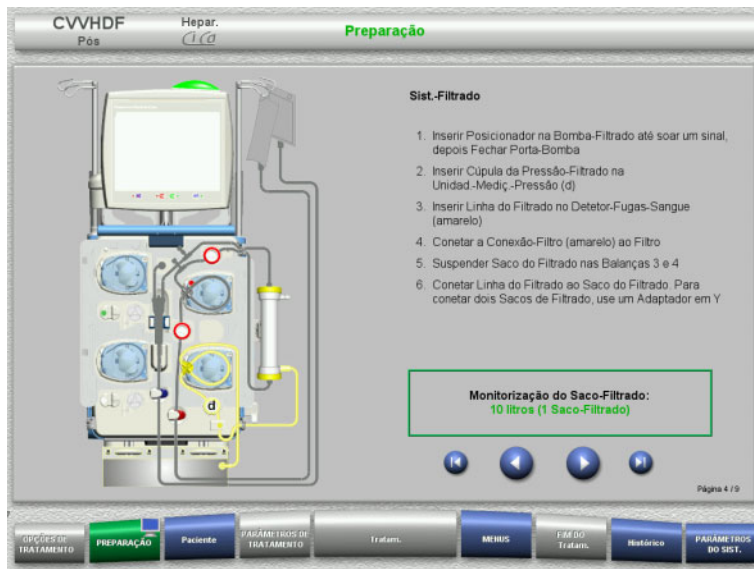 CVVHDF
Pós
Hepar.
Ci Ca
Preparação
Sist.-Filtrado
1. Inserir Posicionador na Bomba-Filtrado até soar um sinal,
depois Fechar Porta-Bomba
2. Inserir Cúpula da Pressão-Filtrado na
Unidad.-Mediç.-Pressão (d)
3. Inserir Linha do Filtrado no Detetor-Fugas-Sangue
(amarelo)
4. Conetar a Conexão-Filtro (amarelo) ao Filtro
5. Suspender Saco do Filtrado nas Balanças 3 e 4
6. Conetar Linha do Filtrado ao Saco do Filtrado. Para
conetar dois Sacos de Filtrado, use um Adaptador em Y
d
Monitorização do Saco-Filtrado:
10 litros (1 Saco-Filtrado)
Página 4 / 9
OPÇÕES DE
TRATAMENTO
PREPARAÇÃO
Paciente
PARÂMETROS DE
TRATAMENTO
Tratam.
MENUS
FIM DO
Tratam.
Histórico
PARÂMETROS
DO SIST.